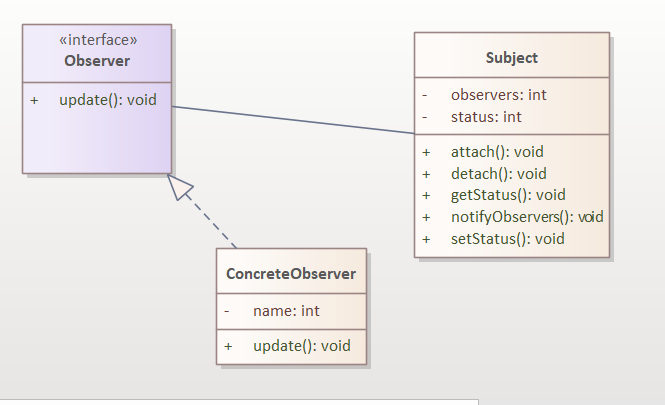 «interface»
Observer
+ update(): void
Subject
- observers: int
- status: int
+ attach(): void
+ detach(): void
+ getStatus(): void
+ notifyObservers(): void
+ setStatus(): void
ConcreteObserver
- name: int
+ update(): void